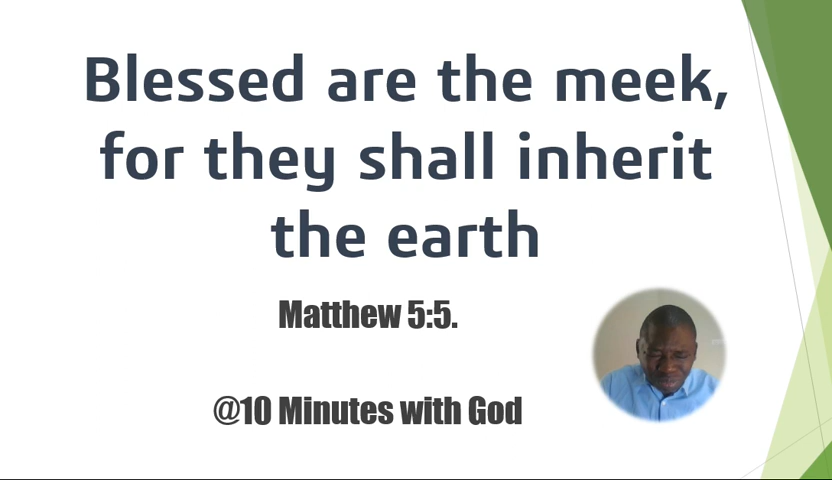 Blessed are the meek,
for they shall inherit
the earth
Matthew 5:5.
@10 Minutes with God